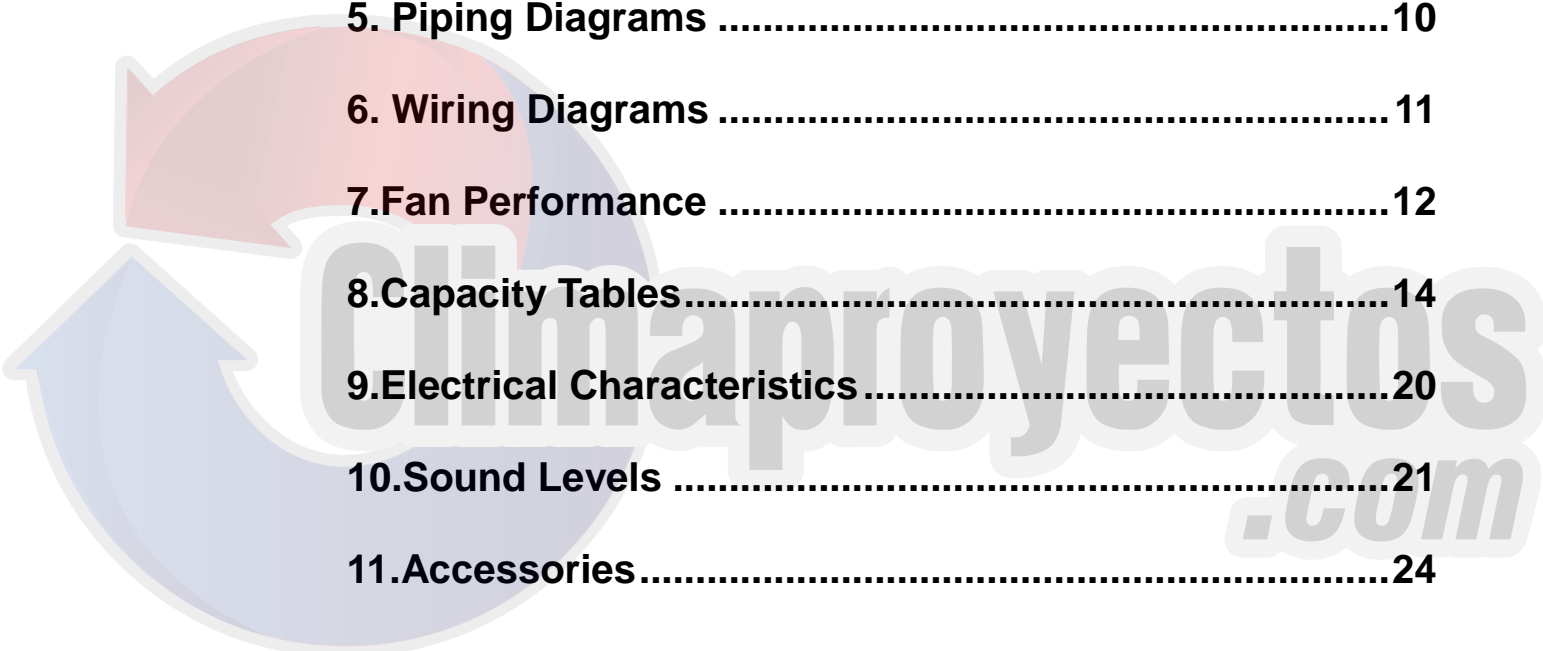 5. Piping Diagrams ............................................................10
6. Wiring Diagrams ............................................................11
7.Fan Performance ............................................................12
8.Capacity Tables...............................................................14
9.Electrical Characteristics...............................................20
10.Sound Levels ................................................................21
11.Accessories...................................................................24
Climaproyectos
.com